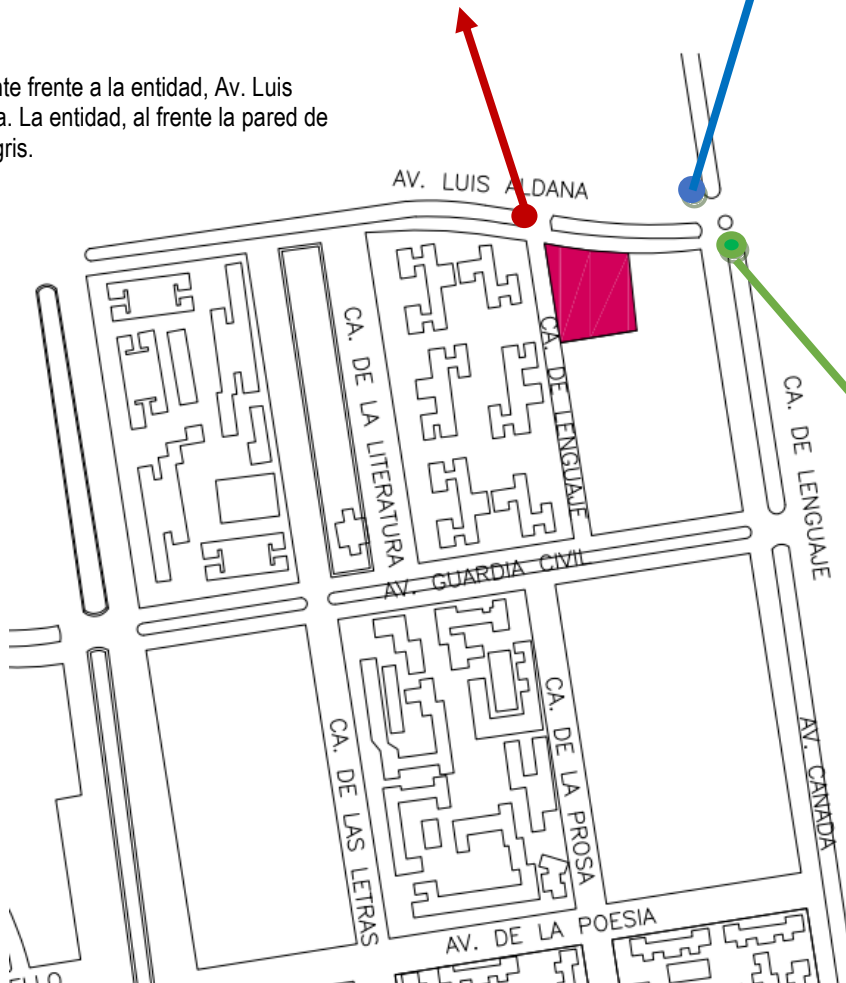 nte frente a la entidad, Av. Luis
a. La entidad, al frente la pared de
gris.
AV. LUIS ALDANA
CA. DE LA LITERATURA
CA. DE LENGUAJE
CA. DE LENGUAJE
AV. GUARDIA CIVIL
CA. DE LAS LETRAS
CA. DE LA PROSA
AV. CANADA
AV. DE LA POESIA
ELLO